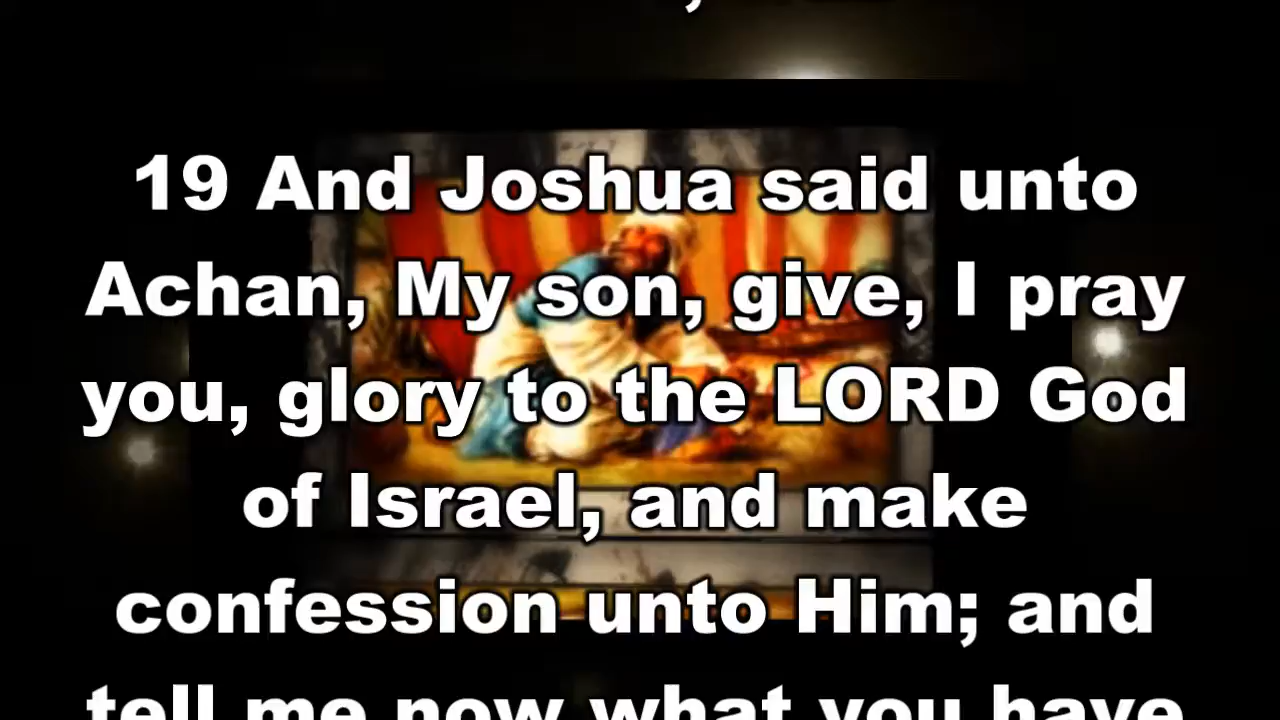 19 And Joshua said unto
Achan, My son, give, I pray
you, glory to the LORD God
of Israel, and make
confession unto Him; and
tell me now what you have